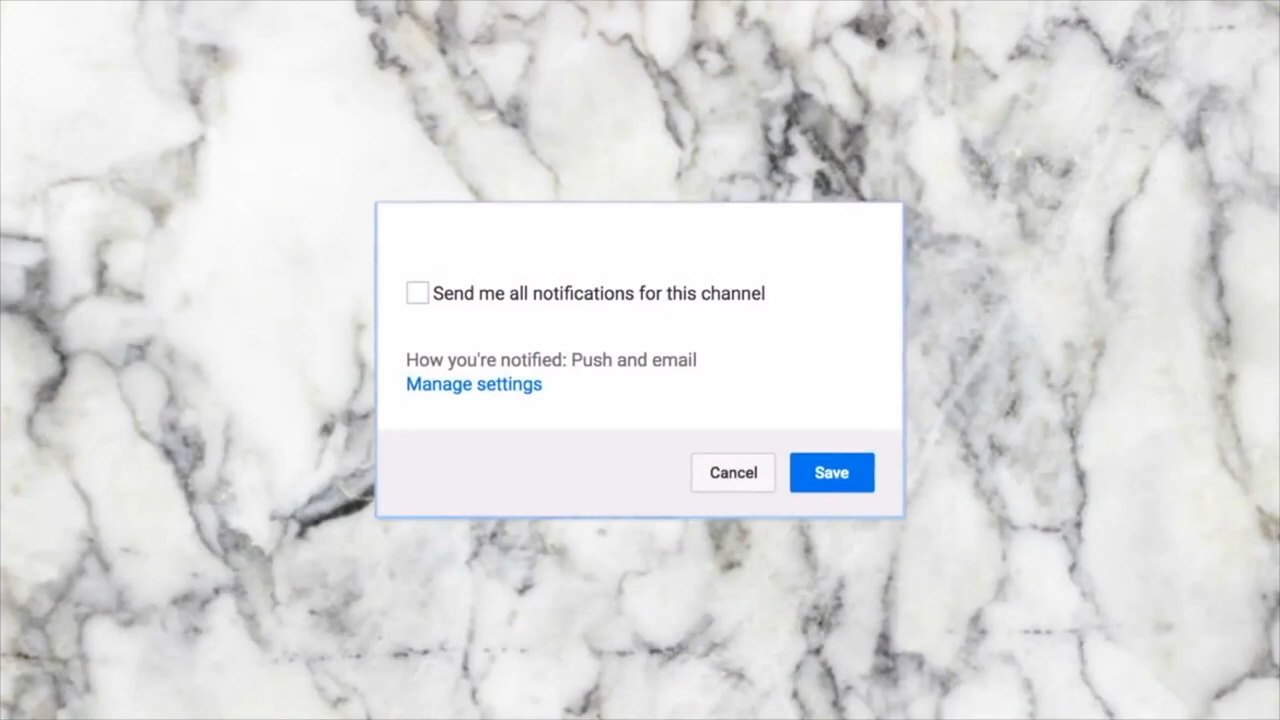 Send me all notifications for this channel
How you're notified: Push and email
Manage settings
Cancel
Save